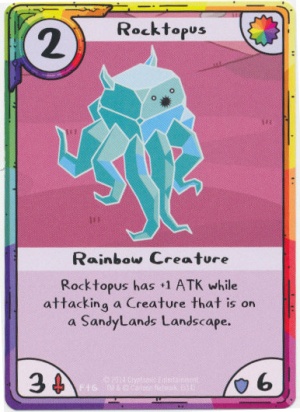 Rocktopus
2
Rainbow Creature
Rocktopus has +1 ATK while
attacking a Creature that is on
a SandyLands Landscape.
3
6